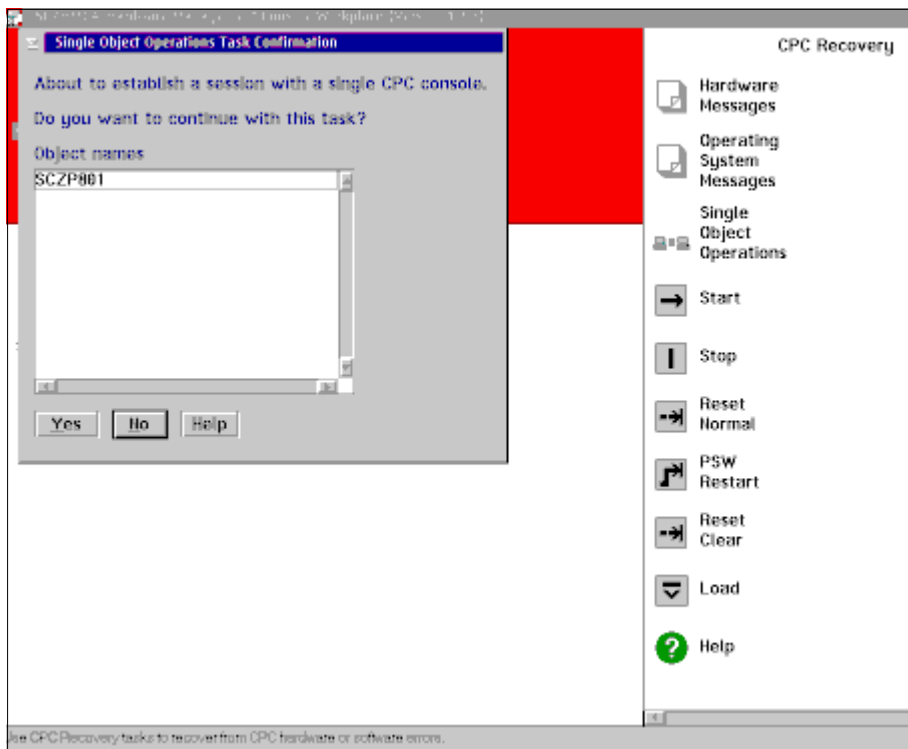 Single Object Operations Task Confirmation
About to establish a session with a single CPC console.
Do you want to continue with this task?
Object names
SCZP801
Yes
No
Help
CPC Recovery
Hardware
Messages
Operating
System
Messages
Single
Object
Operations
Start
Stop
Reset
Normal
PSW
Restart
Reset
Clear
Load
Help
Use CPC Recovery tasks to recover from CPC hardware or software errors.